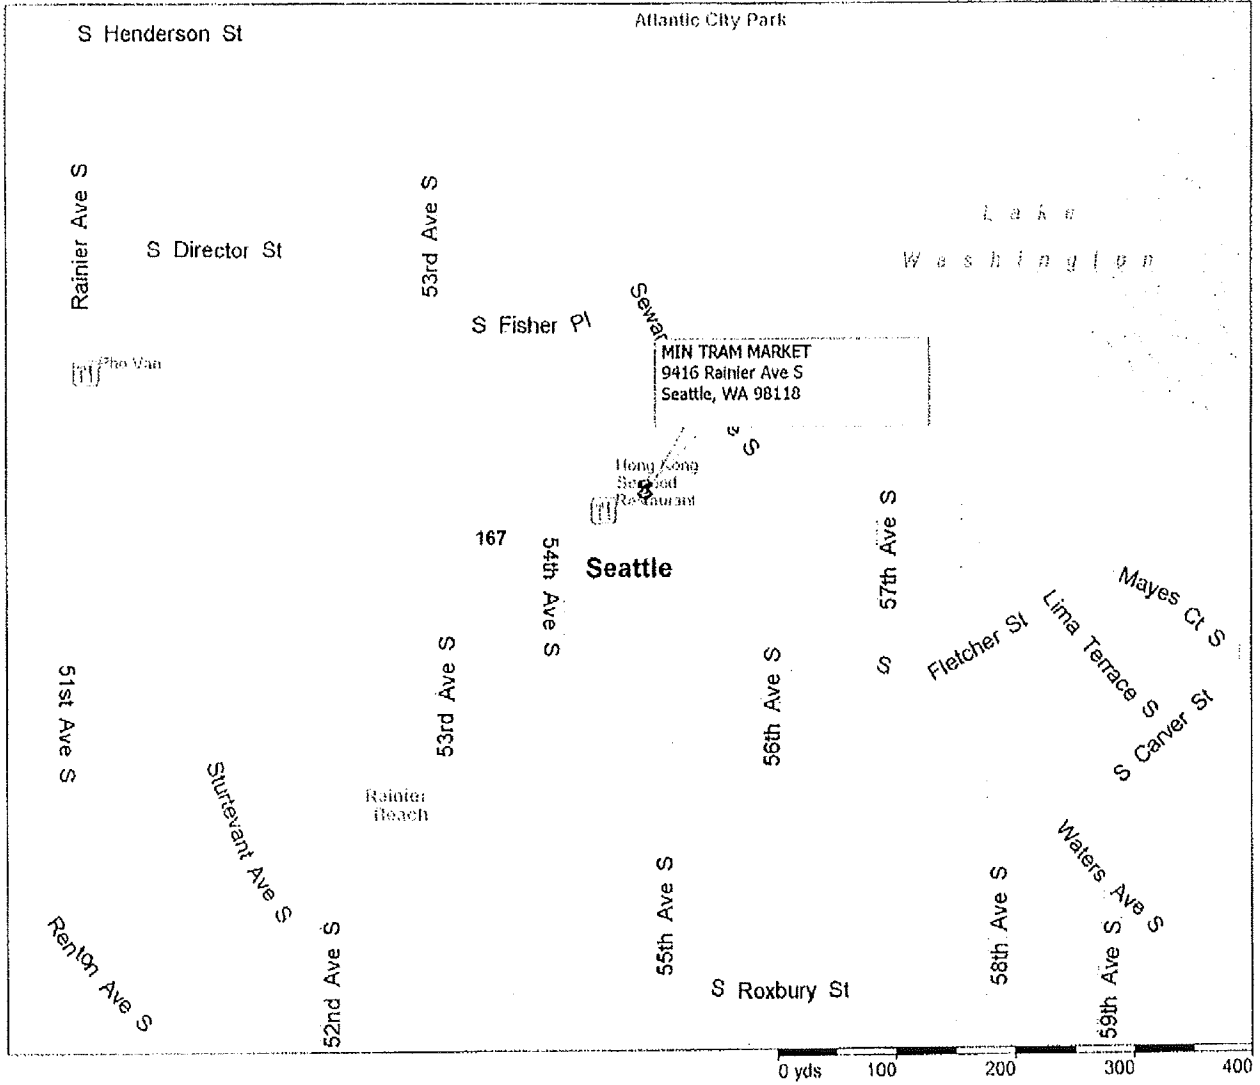 Atlantic City Park
S Henderson St
Rainier Ave S
53rd Ave S
Lake
Washington
S Director St
S Fisher Pl
Sewar
MIN TRAM MARKET
9416 Rainier Ave S
Seattle, WA 98118
Pho Van
e S
Hong Kong
Seafood
Restaurant
167
54th Ave S
Seattle
57th Ave S
Mayes Ct S
Lima Terrace S
S Fletcher St
53rd Ave S
56th Ave S
51st Ave S
S Carver St
Sturtevant Ave S
Rainier
Beach
Waters Ave S
55th Ave S
58th Ave S
Renton Ave S
52nd Ave S
59th Ave S
S Roxbury St
0 yds 100 200 300 400